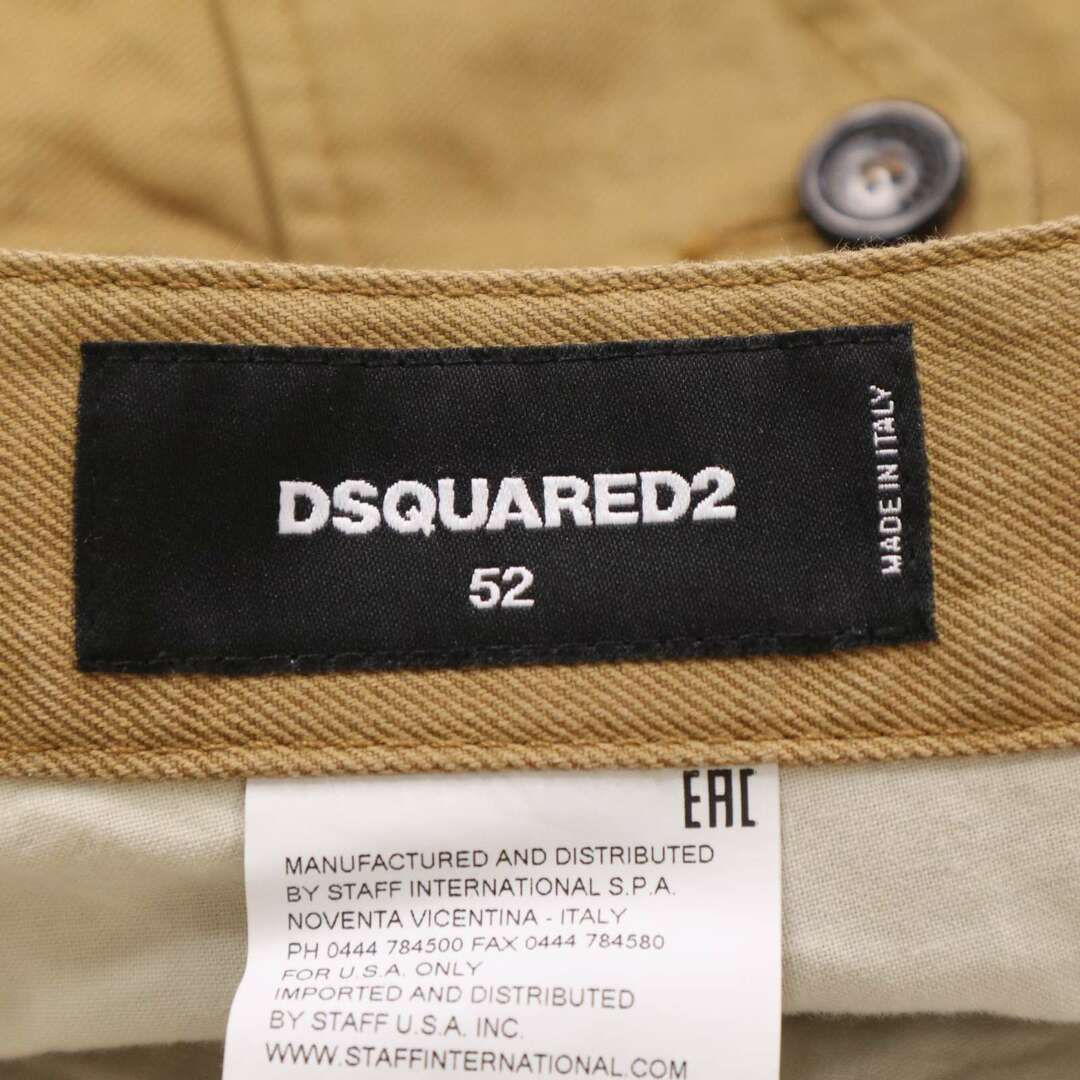 DSQUARED2
52
MADE IN ITALY
EAC
MANUFACTURED AND DISTRIBUTED
BY STAFF INTERNATIONAL S.P.A.
NOVENTA VICENTINA - ITALY
PH 0444 784500 FAX 0444 784580
FOR U.S.A. ONLY
IMPORTED AND DISTRIBUTED
BY STAFF U.S.A. INC.
WWW.STAFFINTERNATIONAL.COM